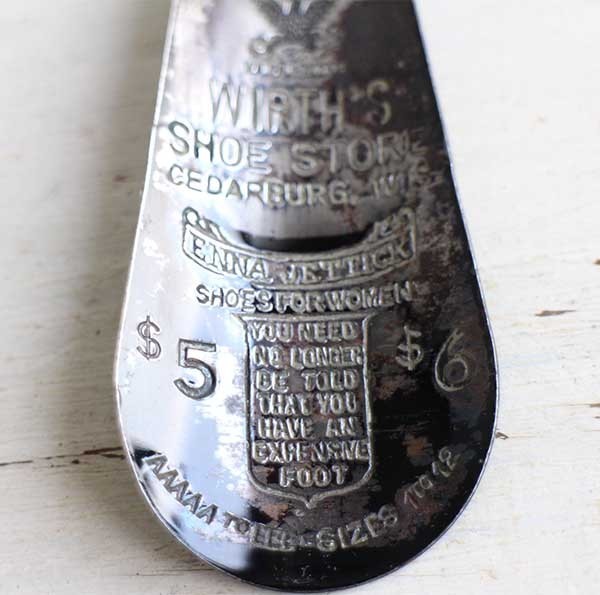 WIRTH'S
SHOE STORE
CEDARBURG, WIS.
ENNA JETTICK
SHOES FOR WOMEN
$5 $6
YOU NEED
NO LONGER
BE TOLD
THAT YOU
HAVE AN
EXPENSIVE
FOOT
AAAAA TO EEE - SIZES 1 TO 12